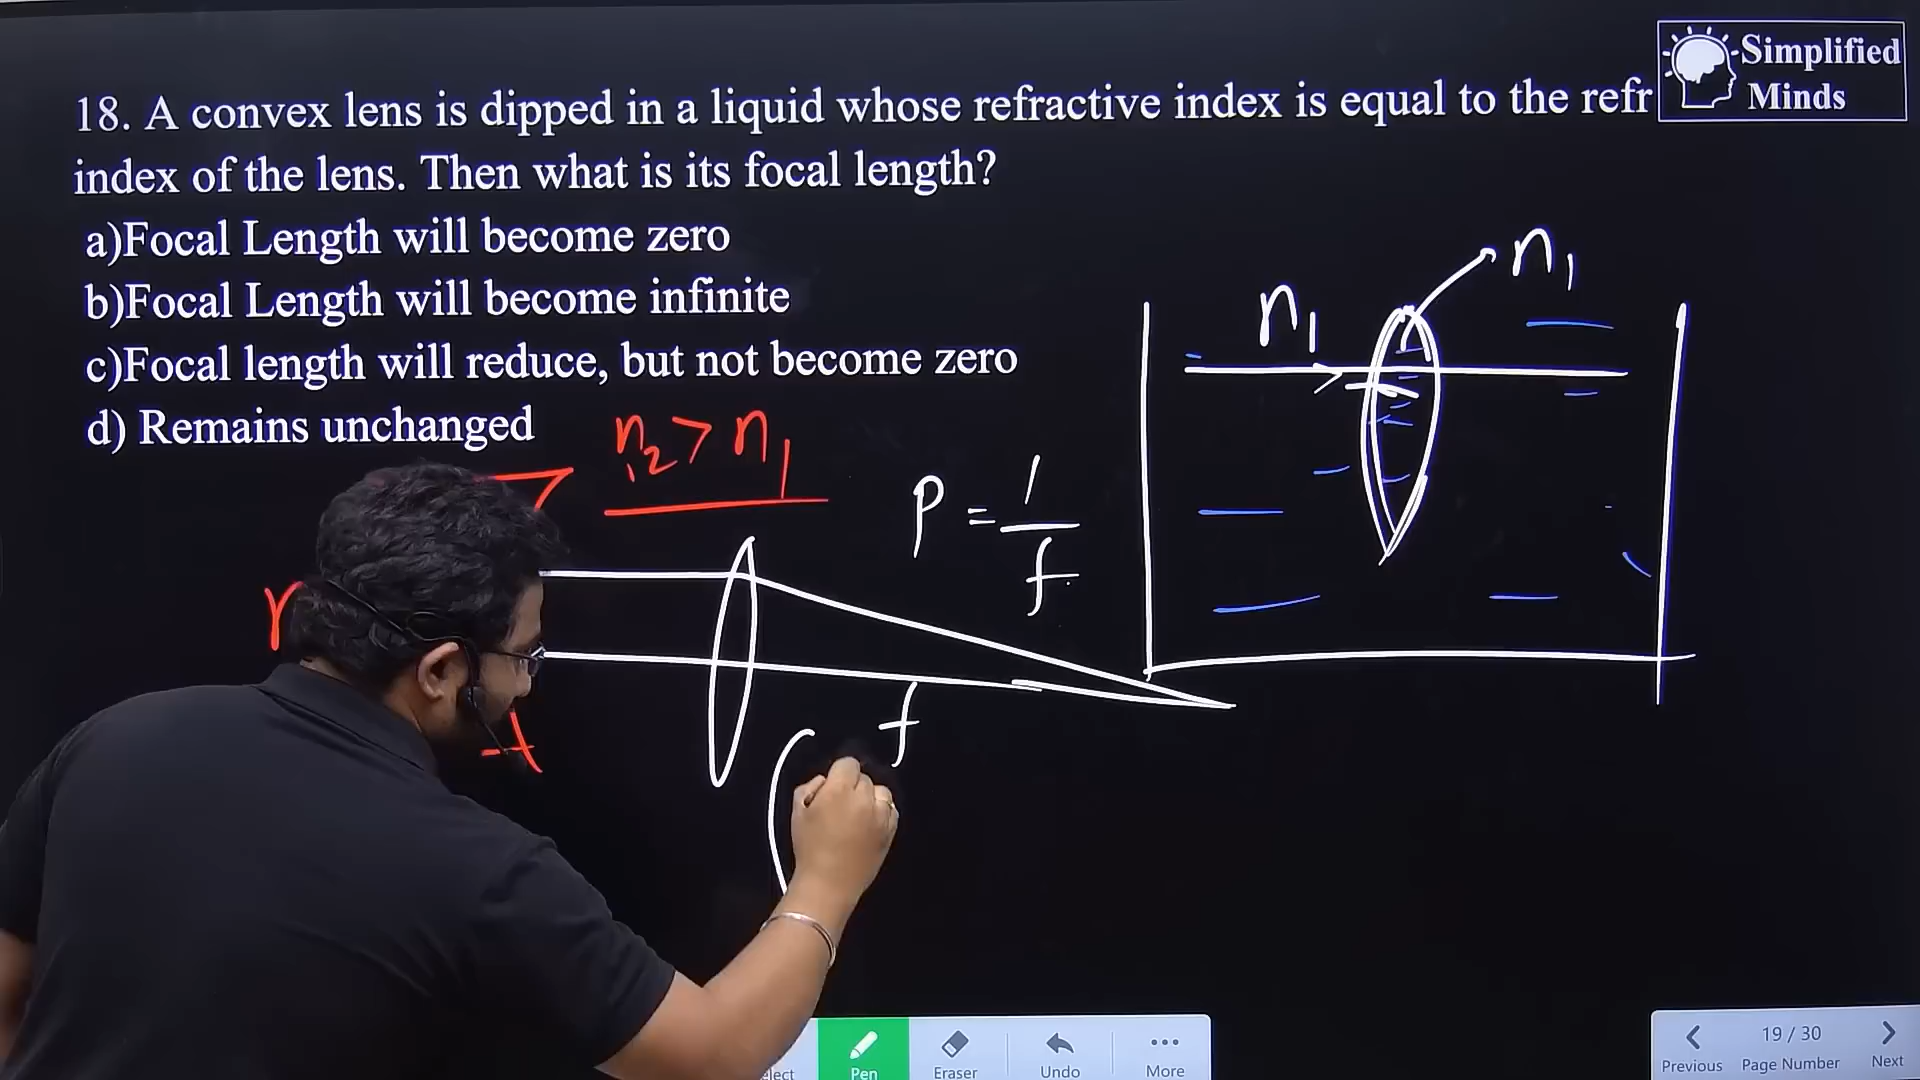 18. A convex lens is dipped in a liquid whose refractive index is equal to the refr
index of the lens. Then what is its focal length?
a)Focal Length will become zero
b)Focal Length will become infinite
c)Focal length will reduce, but not become zero
d) Remains unchanged
Simplified
Minds
n₂ > n₁
P = 1/f
n₁
n₁
f
Pen
Eraser
Undo
More
Previous
19 / 30
Page Number
Next